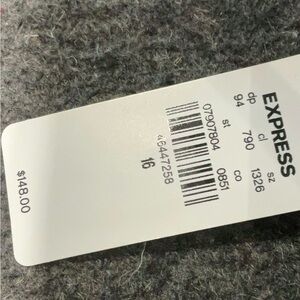 EXPRESS
dp cl sz
94 790 1326
st co
07907804 0851
46447258
16
$148.00